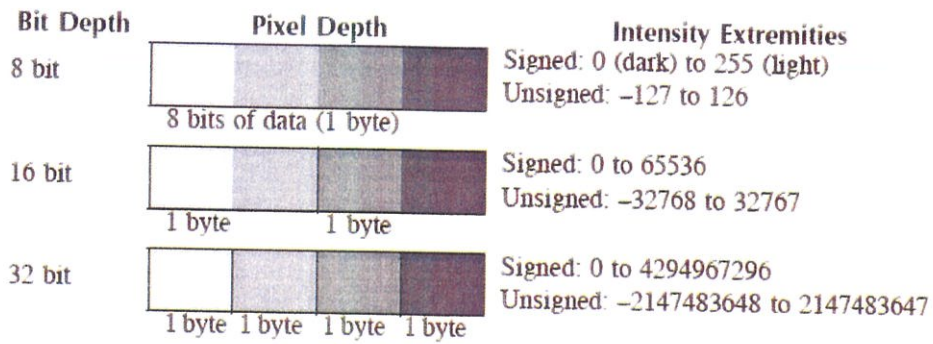 Bit Depth
Pixel Depth
Intensity Extremities
8 bit
Signed: 0 (dark) to 255 (light)
Unsigned: –127 to 126
8 bits of data (1 byte)
16 bit
Signed: 0 to 65536
Unsigned: –32768 to 32767
1 byte 1 byte
32 bit
Signed: 0 to 4294967296
Unsigned: –2147483648 to 2147483647
1 byte 1 byte 1 byte 1 byte